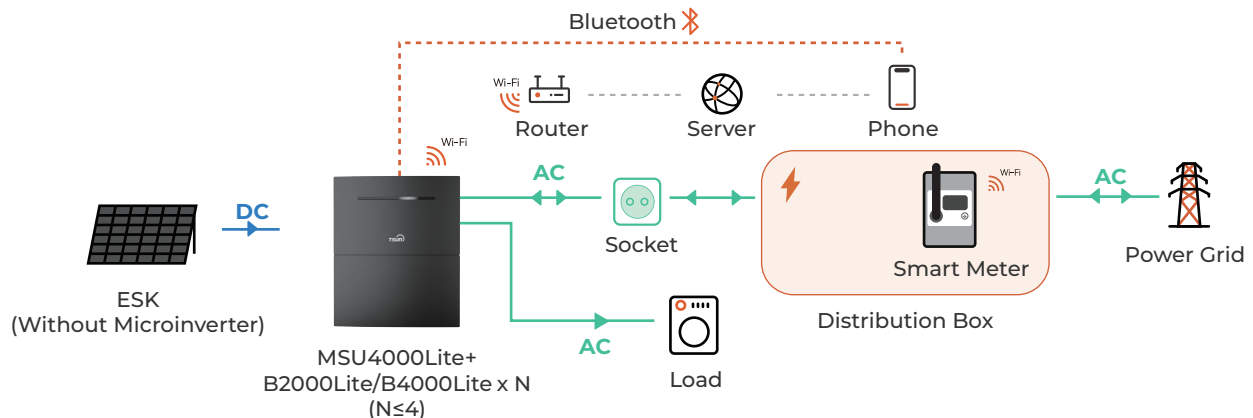 Bluetooth
Wi-Fi
Router
Server
Phone
Wi-Fi
AC
Wi-Fi
AC
DC
TSUN
Socket
Smart Meter
Power Grid
ESK
(Without Microinverter)
Distribution Box
AC
MSU4000Lite+
B2000Lite/B4000Lite x N
(N≤4)
Load